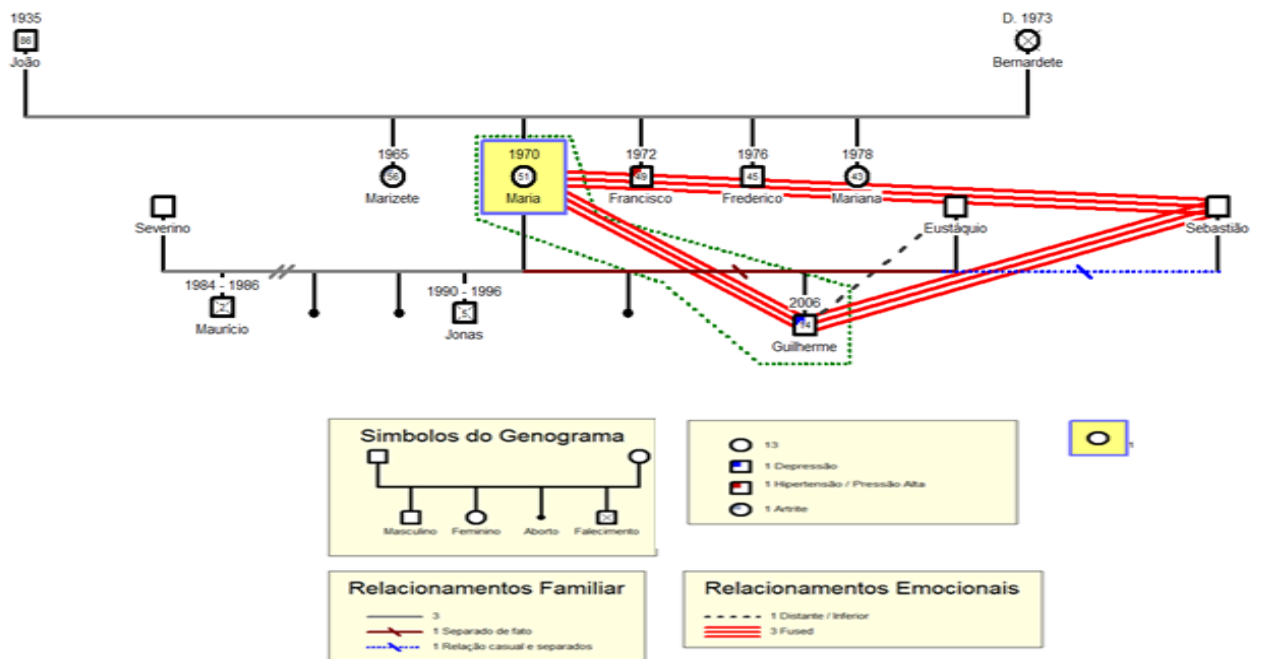 1935
D. 1973
86
João
Bernardete
1965
1970
1972
1976
1978
56
51
49
45
43
Marizete
Maria
Francisco
Frederico
Mariana
Severino
Eustáquio
Sebastião
1984 - 1986
1990 - 1996
2006
2
5
14
Maurício
Jonas
Guilherme
Simbolos do Genograma
Masculino
Feminino
Aborto
Falecimento
13
1 Depressão
1 Hipertensão / Pressão Alta
1 Artrite
1
Relacionamentos Familiar
3
1 Separado de fato
1 Relação casual e separados
Relacionamentos Emocionais
1 Distante / Inferior
3 Fused